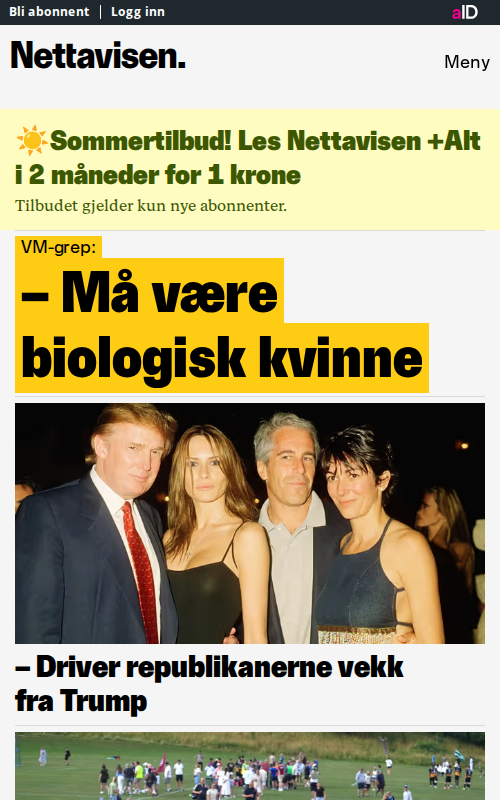 Bli abonnent | Logg inn
aID
Nettavisen.
Meny
☀️Sommertilbud! Les Nettavisen +Alt
i 2 måneder for 1 krone
Tilbudet gjelder kun nye abonnenter.
VM-grep:
– Må være
biologisk kvinne
– Driver republikanerne vekk
fra Trump